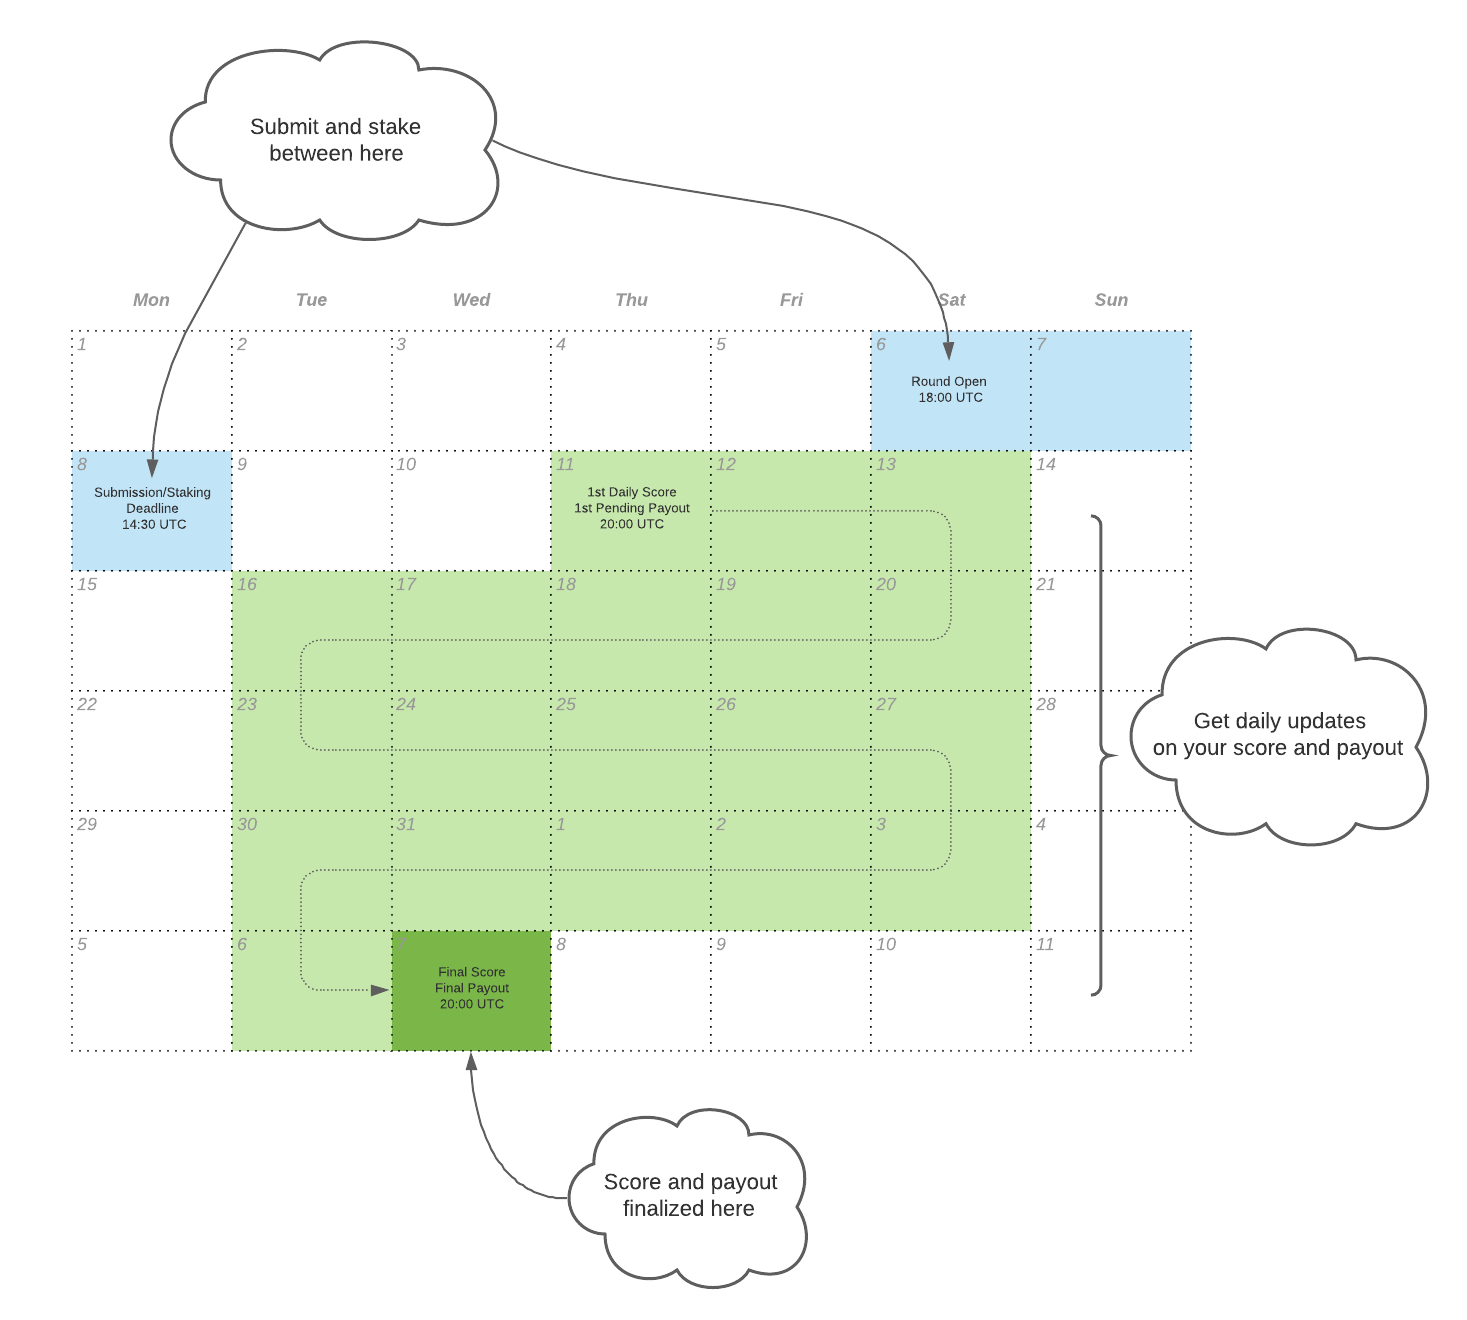 Submit and stake
between here
Mon Tue Wed Thu Fri Sat Sun
1 2 3 4 5 6 7
Round Open
18:00 UTC
8 9 10 11 12 13 14
Submission/Staking
Deadline
14:30 UTC
1st Daily Score
1st Pending Payout
20:00 UTC
15 16 17 18 19 20 21
22 23 24 25 26 27 28
Get daily updates
on your score and payout
29 30 31 1 2 3 4
5 6 7 8 9 10 11
Final Score
Final Payout
20:00 UTC
Score and payout
finalized here